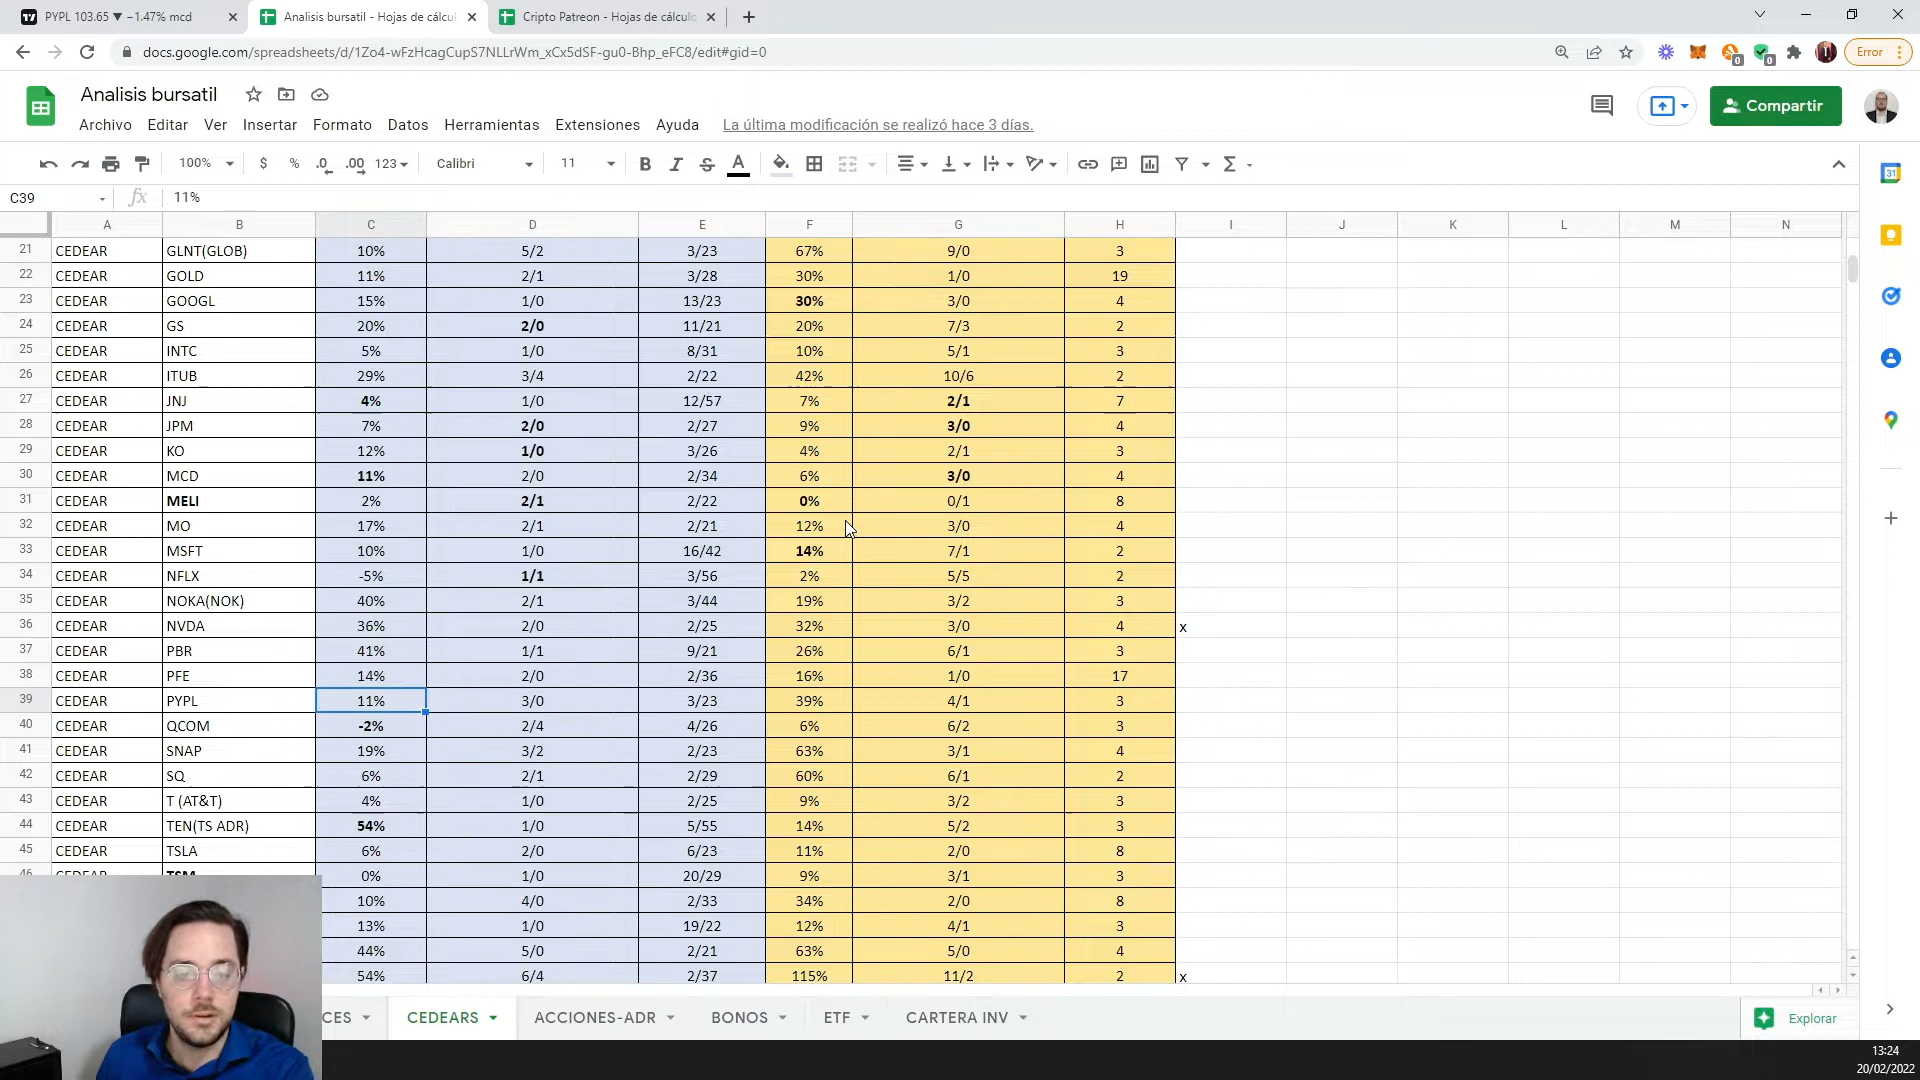 PYPL 103.65 ▼ −1.47% mcd
Analisis bursatil - Hojas de cálcul
Cripto Patreon - Hojas de cálculo
docs.google.com/spreadsheets/d/1Zo4-wFzHcagCupS7NLLrWm_xCx5dSF-gu0-Bhp_eFC8/edit#gid=0
0
0
Error
Analisis bursatil
Compartir
Archivo Editar Ver Insertar Formato Datos Herramientas Extensiones Ayuda La última modificación se realizó hace 3 días.
100% $ % .0 .00 123 Calibri 11 B I S A
31
C39 fx 11%
A B C D E F G H I J K L M N
21 CEDEAR GLNT(GLOB) 10% 5/2 3/23 67% 9/0 3
22 CEDEAR GOLD 11% 2/1 3/28 30% 1/0 19
23 CEDEAR GOOGL 15% 1/0 13/23 30% 3/0 4
24 CEDEAR GS 20% 2/0 11/21 20% 7/3 2
25 CEDEAR INTC 5% 1/0 8/31 10% 5/1 3
26 CEDEAR ITUB 29% 3/4 2/22 42% 10/6 2
27 CEDEAR JNJ 4% 1/0 12/57 7% 2/1 7
28 CEDEAR JPM 7% 2/0 2/27 9% 3/0 4
29 CEDEAR KO 12% 1/0 3/26 4% 2/1 3
30 CEDEAR MCD 11% 2/0 2/34 6% 3/0 4
31 CEDEAR MELI 2% 2/1 2/22 0% 0/1 8
32 CEDEAR MO 17% 2/1 2/21 12% 3/0 4
33 CEDEAR MSFT 10% 1/0 16/42 14% 7/1 2
34 CEDEAR NFLX -5% 1/1 3/56 2% 5/5 2
35 CEDEAR NOKA(NOK) 40% 2/1 3/44 19% 3/2 3
36 CEDEAR NVDA 36% 2/0 2/25 32% 3/0 4 x
37 CEDEAR PBR 41% 1/1 9/21 26% 6/1 3
38 CEDEAR PFE 14% 2/0 2/36 16% 1/0 17
39 CEDEAR PYPL 11% 3/0 3/23 39% 4/1 3
40 CEDEAR QCOM -2% 2/4 4/26 6% 6/2 3
41 CEDEAR SNAP 19% 3/2 2/23 63% 3/1 4
42 CEDEAR SQ 6% 2/1 2/29 60% 6/1 2
43 CEDEAR T (AT&T) 4% 1/0 2/25 9% 3/2 3
44 CEDEAR TEN(TS ADR) 54% 1/0 5/55 14% 5/2 3
45 CEDEAR TSLA 6% 2/0 6/23 11% 2/0 8
46 CEDEAR TSM 0% 1/0 20/29 9% 3/1 3
10% 4/0 2/33 34% 2/0 8
13% 1/0 19/22 12% 4/1 3
44% 5/0 2/21 63% 5/0 4
54% 6/4 2/37 115% 11/2 2 x
CES CEDEARS ACCIONES-ADR BONOS ETF CARTERA INV Explorar
13:24
20/02/2022